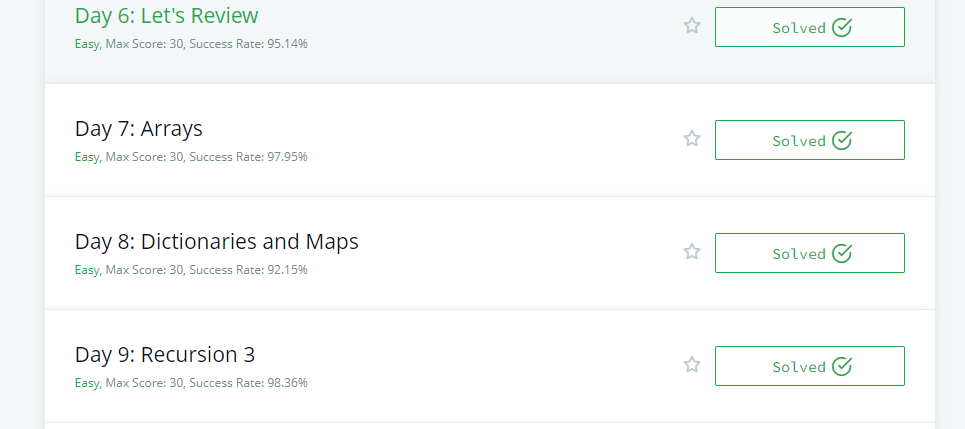 Day 6: Let's Review
Solved
Easy, Max Score: 30, Success Rate: 95.14%
Day 7: Arrays
Solved
Easy, Max Score: 30, Success Rate: 97.95%
Day 8: Dictionaries and Maps
Solved
Easy, Max Score: 30, Success Rate: 92.15%
Day 9: Recursion 3
Solved
Easy, Max Score: 30, Success Rate: 98.36%